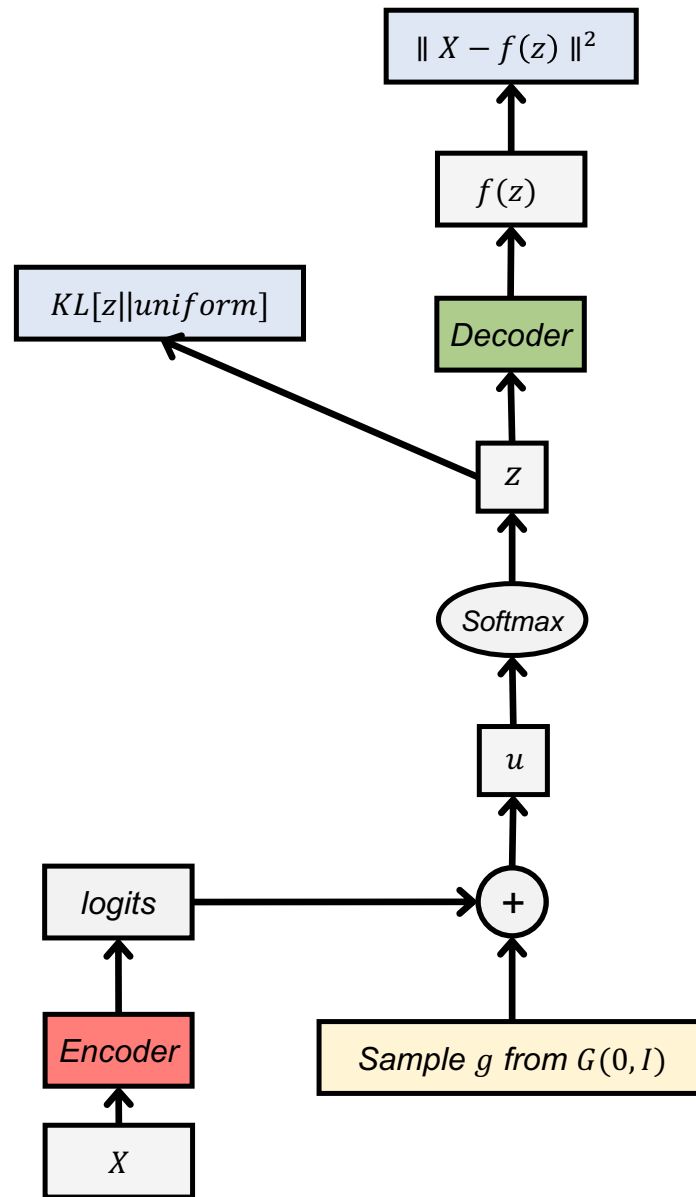 ‖ X − f(z) ‖²
f(z)
KL[z||uniform]
Decoder
z
Softmax
u
logits
+
Encoder
Sample g from G(0, I)
X